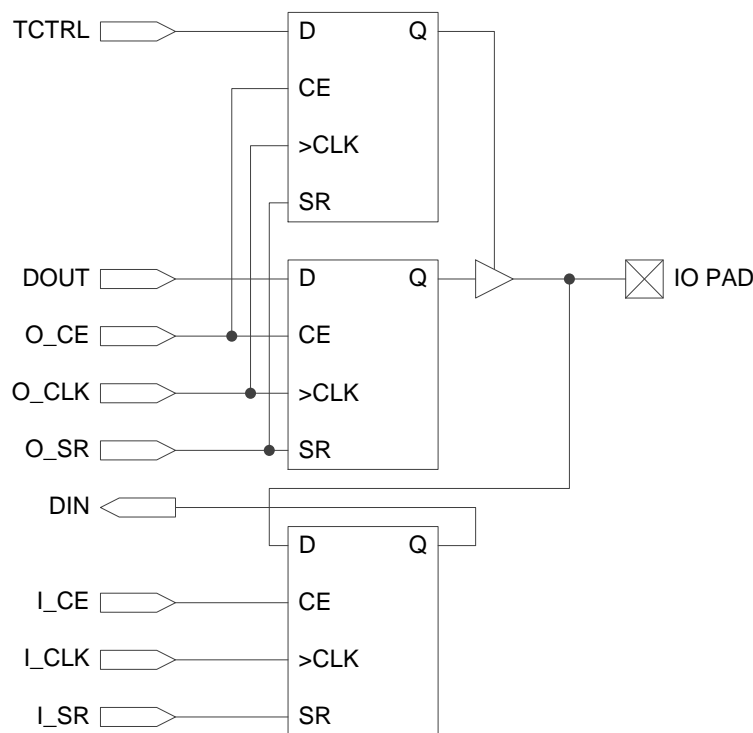 TCTRL D Q
CE
>CLK
SR
DOUT D Q IO PAD
O_CE CE
O_CLK >CLK
O_SR SR
DIN
D Q
I_CE CE
I_CLK >CLK
I_SR SR